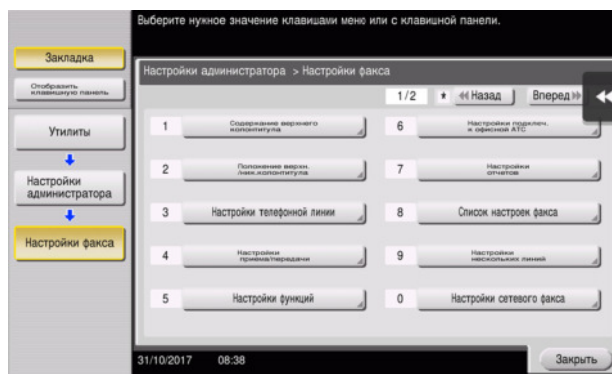 Выберите нужное значение клавишами меню или с клавишной панели.
Закладка
Отобразить
клавишную панель
Утилиты
Настройки
администратора
Настройки факса
Настройки администратора > Настройки факса
1/2 * Назад Вперед
1 Содержание верхнего
колонтитула
6 Настройки подключ.
к офисной АТС
2 Положение верхн.
/ниж.колонтитула
7 Настройки
отчетов
3 Настройки телефонной линии
8 Список настроек факса
4 Настройки
приема/передачи
9 Настройки
нескольких линий
5 Настройки функций
0 Настройки сетевого факса
31/10/2017 08:38
Закрыть